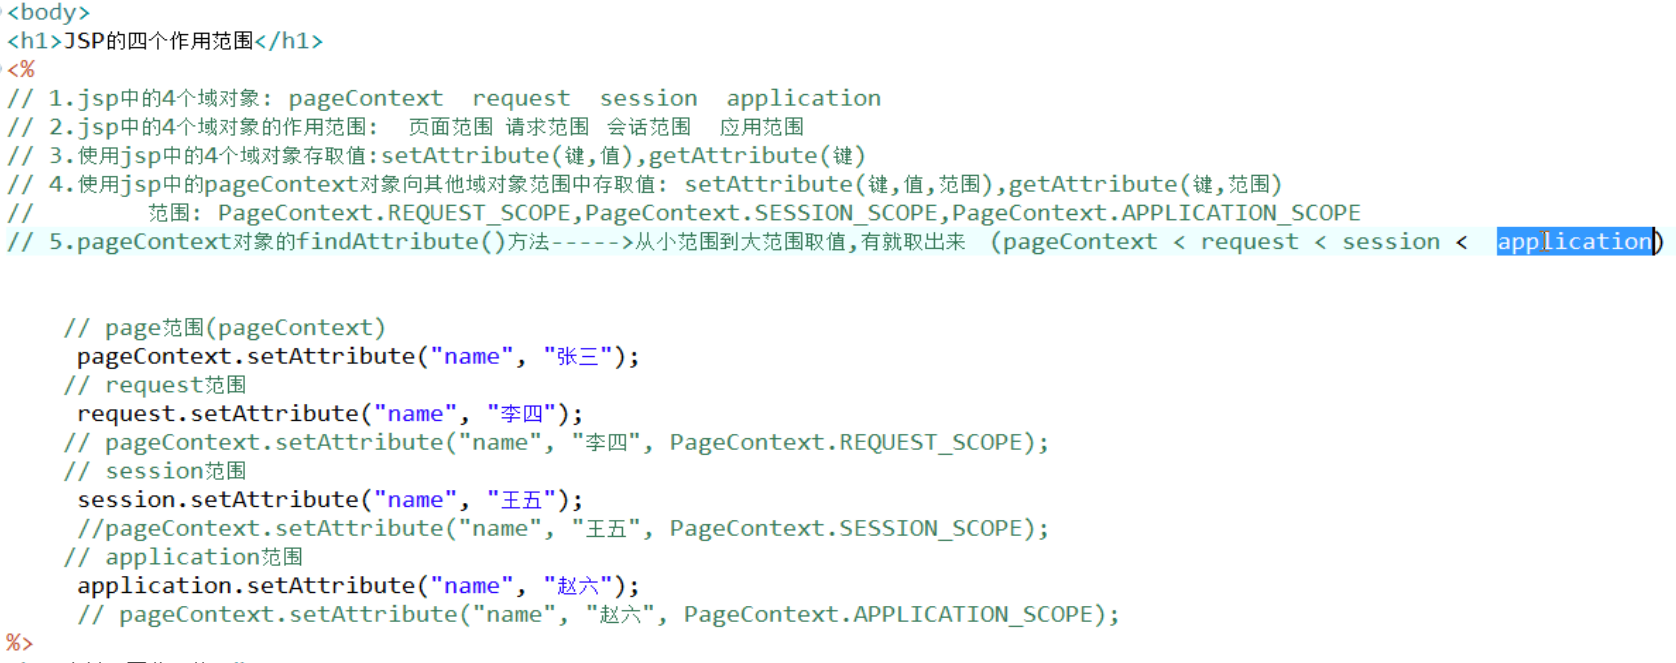 <body>
<h1>JSP的四个作用范围</h1>
<%
// 1.jsp中的4个域对象: pageContext  request  session  application
// 2.jsp中的4个域对象的作用范围:  页面范围 请求范围 会话范围  应用范围
// 3.使用jsp中的4个域对象存取值:setAttribute(键,值),getAttribute(键)
// 4.使用jsp中的pageContext对象向其他域对象范围中存取值: setAttribute(键,值,范围),getAttribute(键,范围)
//          范围: PageContext.REQUEST_SCOPE,PageContext.SESSION_SCOPE,PageContext.APPLICATION_SCOPE
// 5.pageContext对象的findAttribute()方法----->从小范围到大范围取值,有就取出来  (pageContext < request < session <  application)
    // page范围(pageContext)
     pageContext.setAttribute("name", "张三");
    // request范围
     request.setAttribute("name", "李四");
    // pageContext.setAttribute("name", "李四", PageContext.REQUEST_SCOPE);
    // session范围
     session.setAttribute("name", "王五");
     //pageContext.setAttribute("name", "王五", PageContext.SESSION_SCOPE);
    // application范围
     application.setAttribute("name", "赵六");
     // pageContext.setAttribute("name", "赵六", PageContext.APPLICATION_SCOPE);
%>